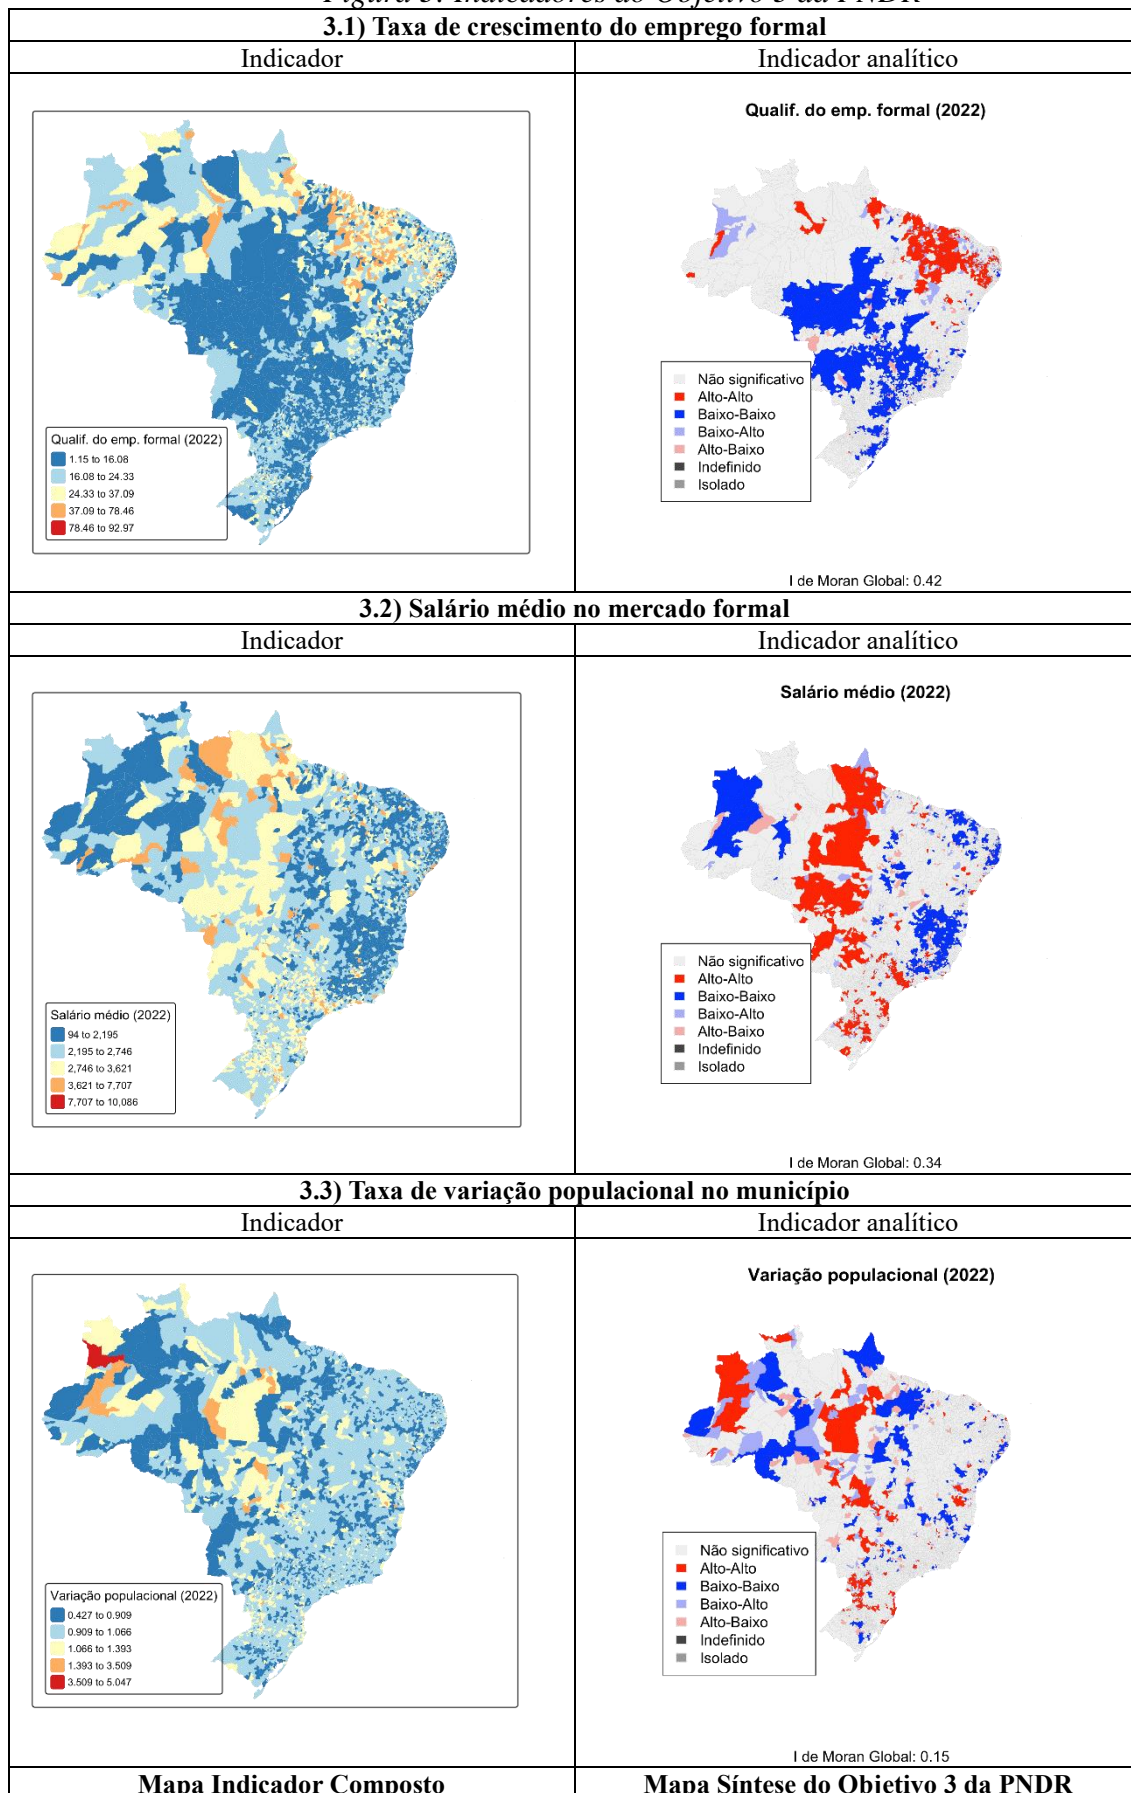 Figura 3: Indicadores do Objetivo 3 da PNDR
3.1) Taxa de crescimento do emprego formal
Indicador
Indicador analítico
Qualif. do emp. formal (2022)
1.15 to 16.08
16.08 to 24.33
24.33 to 37.09
37.09 to 78.46
78.46 to 92.97
Qualif. do emp. formal (2022)
Não significativo
Alto-Alto
Baixo-Baixo
Baixo-Alto
Alto-Baixo
Indefinido
Isolado
I de Moran Global: 0.42
3.2) Salário médio no mercado formal
Indicador
Indicador analítico
Salário médio (2022)
94 to 2,195
2,195 to 2,746
2,746 to 3,621
3,621 to 7,707
7,707 to 10,086
Salário médio (2022)
Não significativo
Alto-Alto
Baixo-Baixo
Baixo-Alto
Alto-Baixo
Indefinido
Isolado
I de Moran Global: 0.34
3.3) Taxa de variação populacional no município
Indicador
Indicador analítico
Variação populacional (2022)
0.427 to 0.909
0.909 to 1.066
1.066 to 1.393
1.393 to 3.509
3.509 to 5.047
Variação populacional (2022)
Não significativo
Alto-Alto
Baixo-Baixo
Baixo-Alto
Alto-Baixo
Indefinido
Isolado
I de Moran Global: 0.15
Mapa Indicador Composto
Mapa Síntese do Objetivo 3 da PNDR